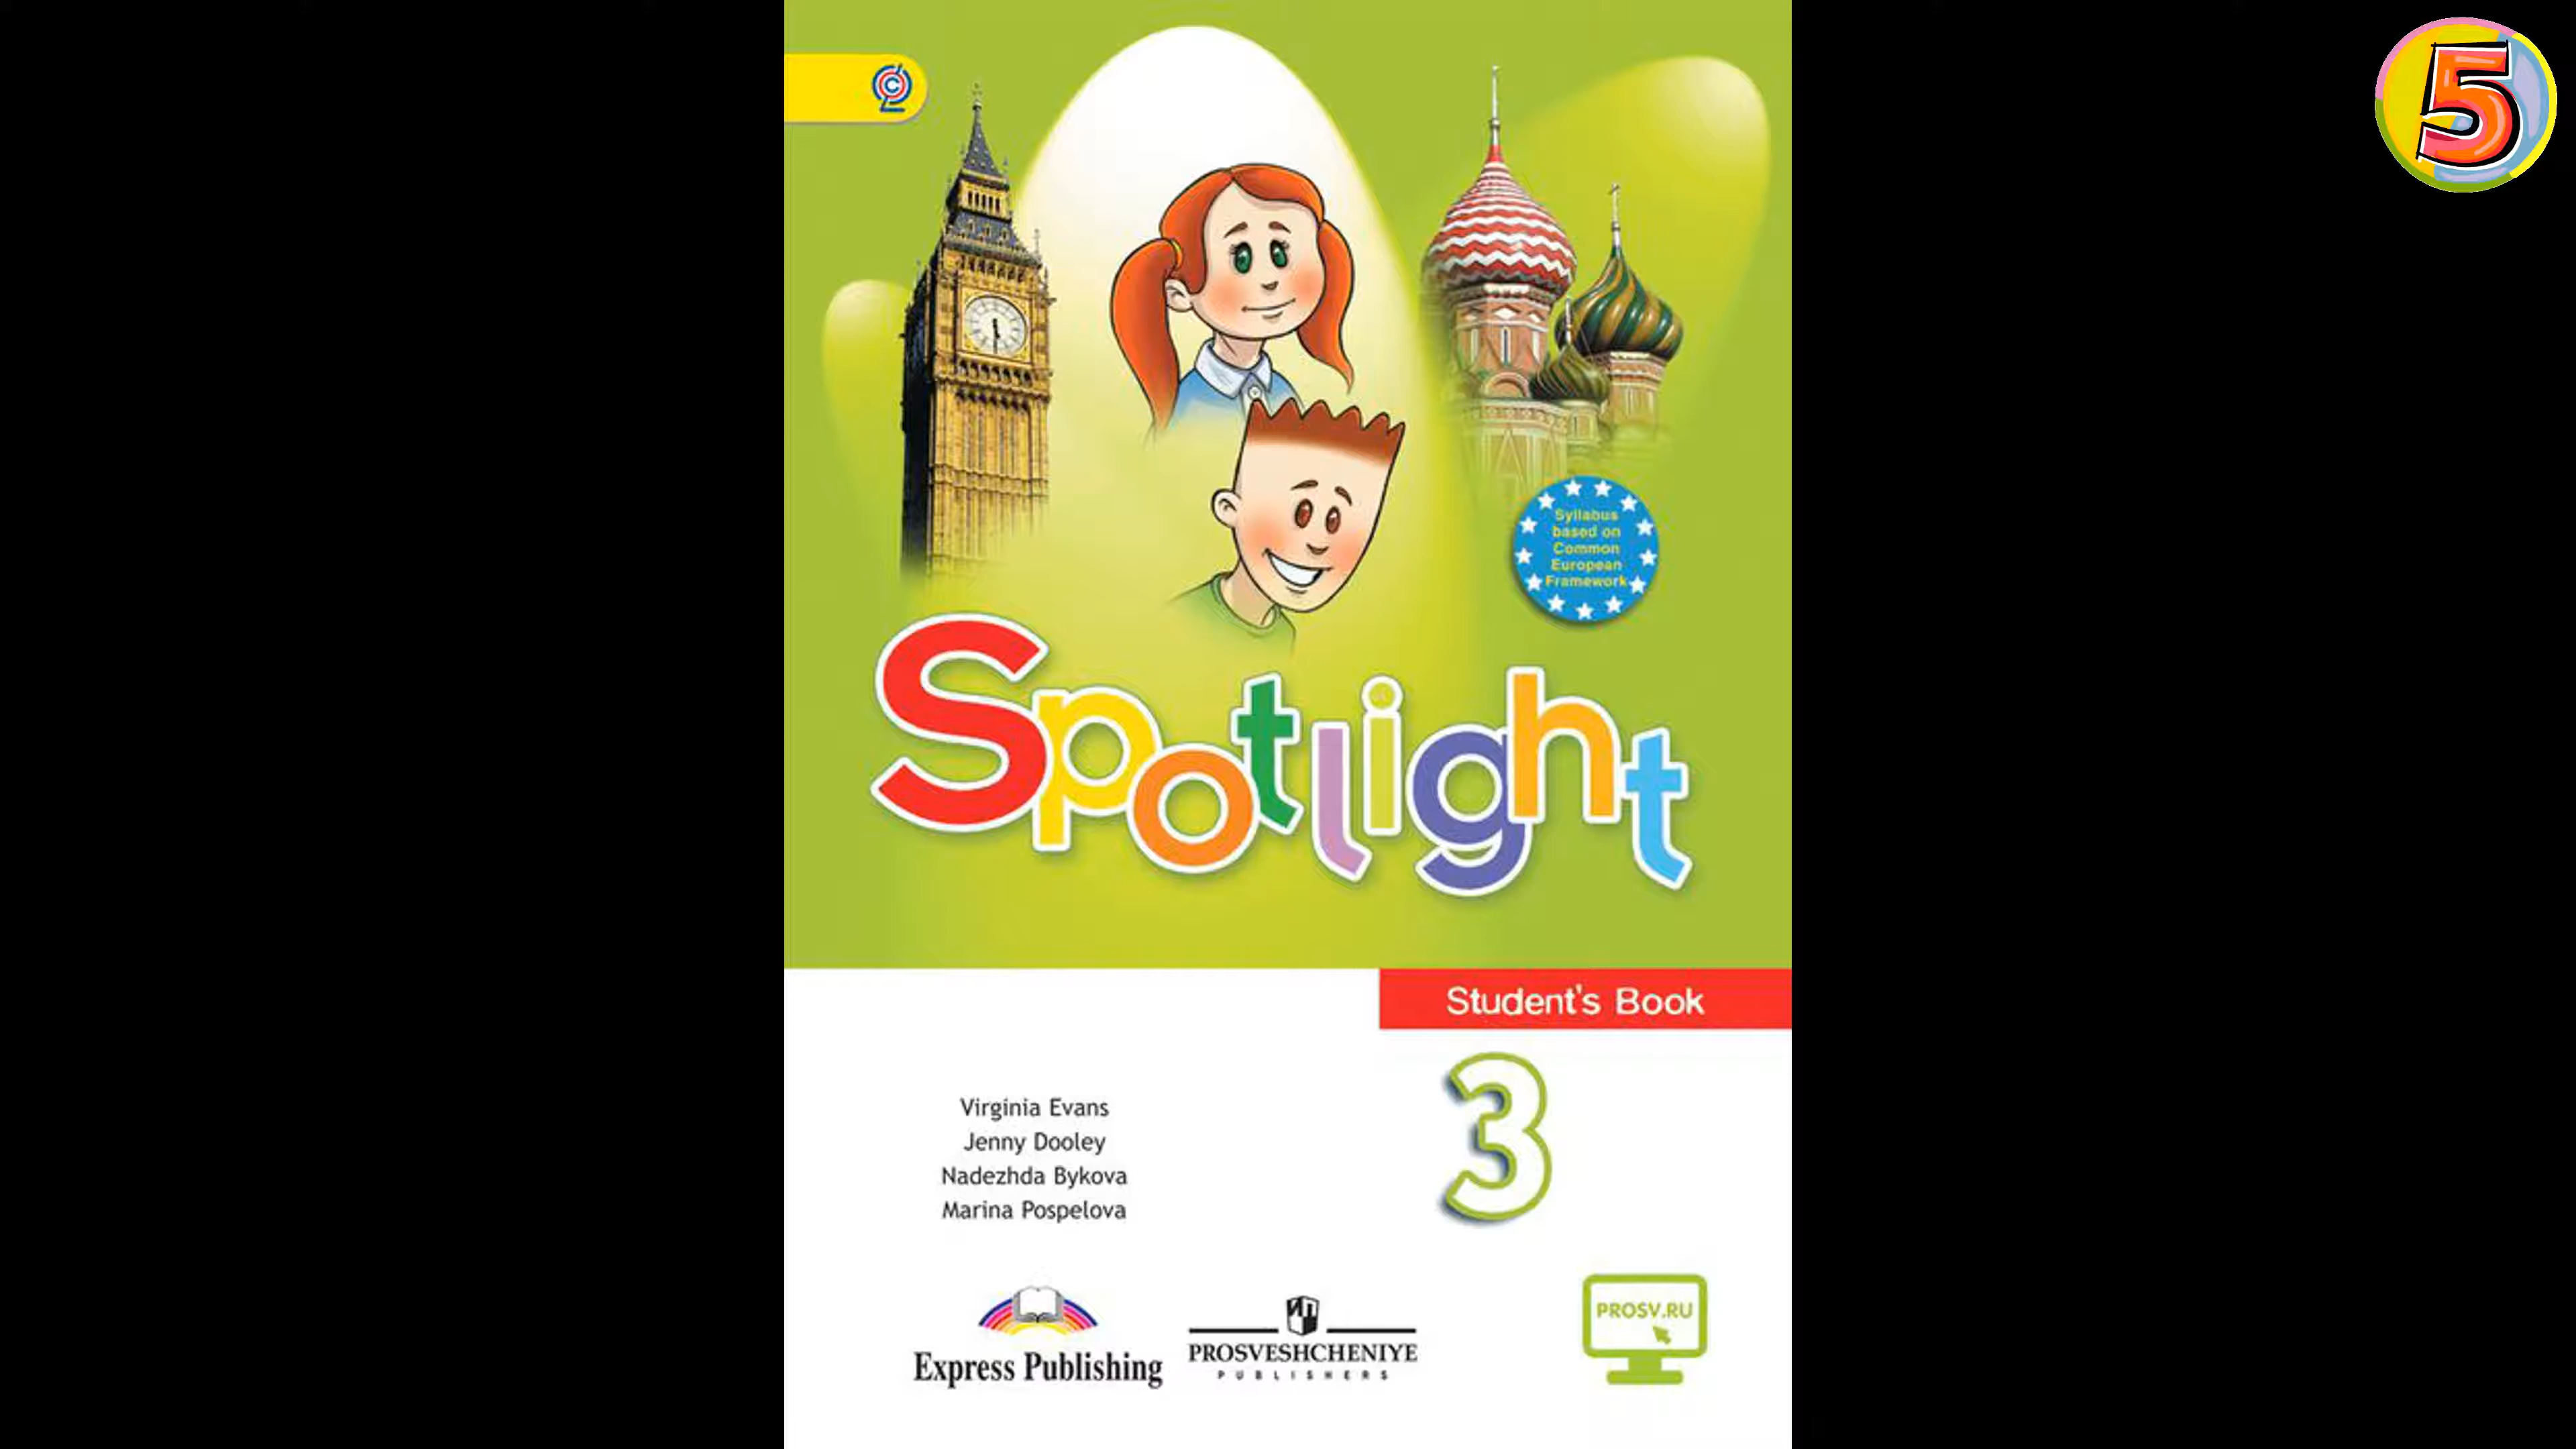 5
Syllabus
based on
Common
European
Framework
Spotlight
Student's Book
3
Virginia Evans
Jenny Dooley
Nadezhda Bykova
Marina Pospelova
Express Publishing
PROSVESHCHENIYE
PUBLISHERS
PROSV.RU